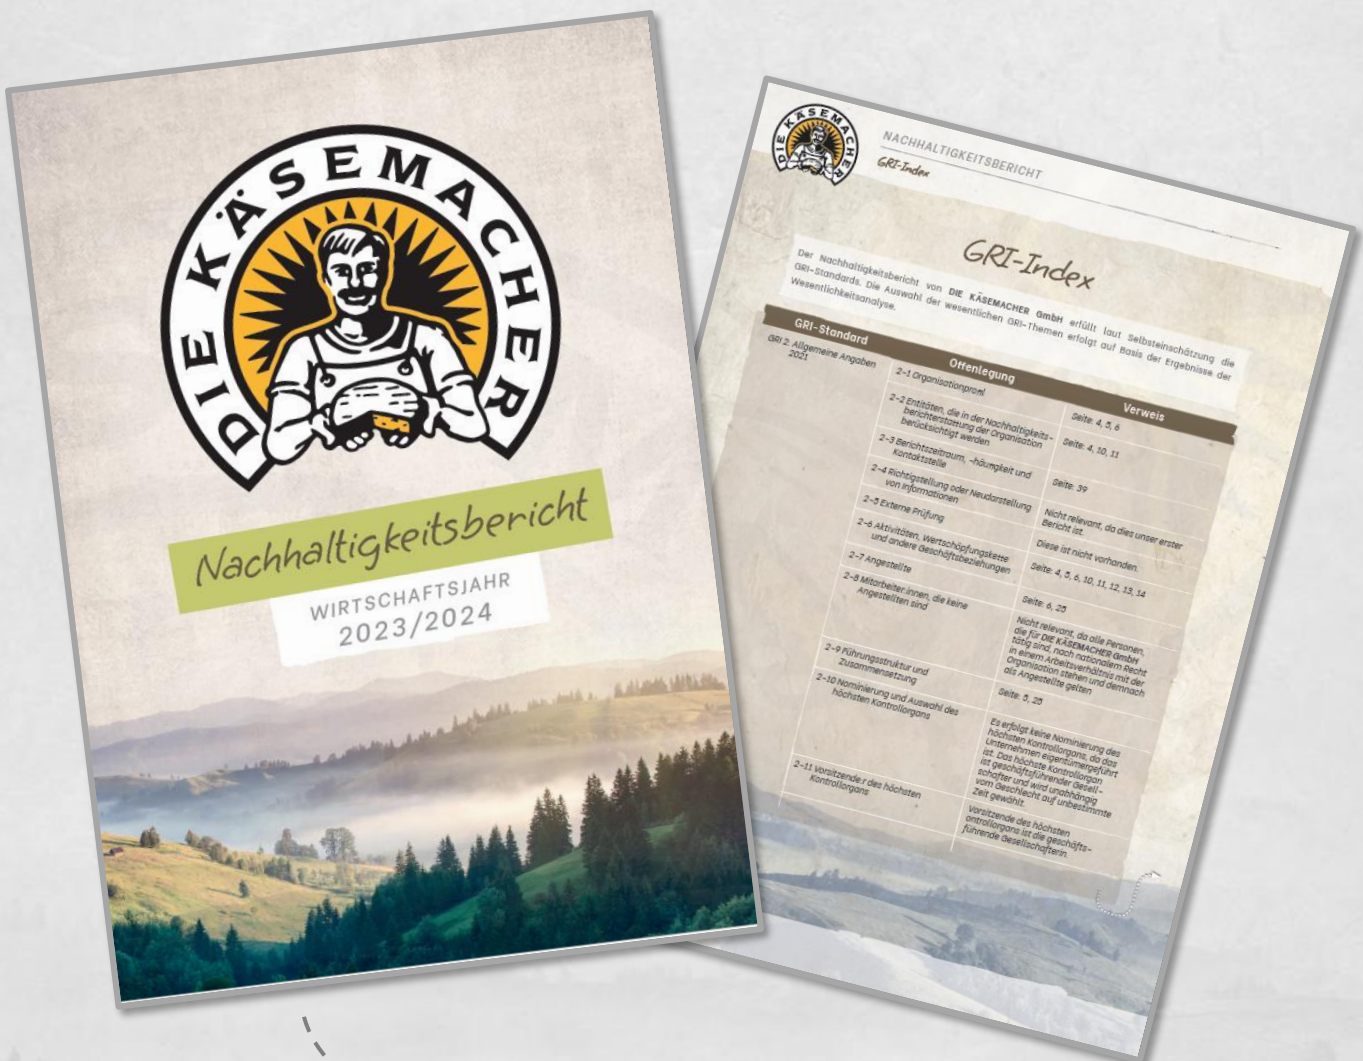 DIE KÄSEMACHER
Nachhaltigkeitsbericht
WIRTSCHAFTSJAHR
2023/2024
DIE KÄSEMACHER
NACHHALTIGKEITSBERICHT
GRI-Index
GRI-Index
Der Nachhaltigkeitsbericht von DIE KÄSEMACHER GmbH erfüllt laut Selbsteinschätzung die
GRI-Standards. Die Auswahl der wesentlichen GRI-Themen erfolgt auf Basis der Ergebnisse der
Wesentlichkeitsanalyse.
GRI-Standard
Offenlegung
Verweis
GRI 2: Allgemeine Angaben
2021
2-1 Organisationprofil
Seite: 4, 5, 6
2-2 Entitäten, die in der Nachhaltigkeits-
berichterstattung der Organisation
berücksichtigt werden
Seite: 4, 10, 11
2-3 Berichtszeitraum, -häufigkeit und
Kontaktstelle
Seite: 39
2-4 Richtigstellung oder Neudarstellung
von Informationen
Nicht relevant, da dies unser erster
Bericht ist.
2-5 Externe Prüfung
Diese ist nicht vorhanden.
2-6 Aktivitäten, Wertschöpfungskette
und andere Geschäftsbeziehungen
Seite: 4, 5, 6, 10, 11, 12, 13, 14
2-7 Angestellte
Seite: 6, 25
2-8 Mitarbeiter:innen, die keine
Angestellten sind
Nicht relevant, da alle Personen,
die für DIE KÄSEMACHER GmbH
tätig sind, nach nationalem Recht
in einem Arbeitsverhältnis mit der
Organisation stehen und demnach
als Angestellte gelten
2-9 Führungsstruktur und
Zusammensetzung
Seite: 5, 25
2-10 Nominierung und Auswahl des
höchsten Kontrollorgans
Es erfolgt keine Nominierung des
höchsten Kontrollorgans, da das
Unternehmen eigentümergeführt
ist. Das höchste Kontrollorgan
ist geschäftsführender Gesell-
schafter und wird unabhängig
vom Geschlecht auf unbestimmte
Zeit gewählt.
2-11 Vorsitzende:r des höchsten
Kontrollorgans
Vorsitzende des höchsten
ontrollorgans ist die geschäfts-
führende Gesellschafterin.